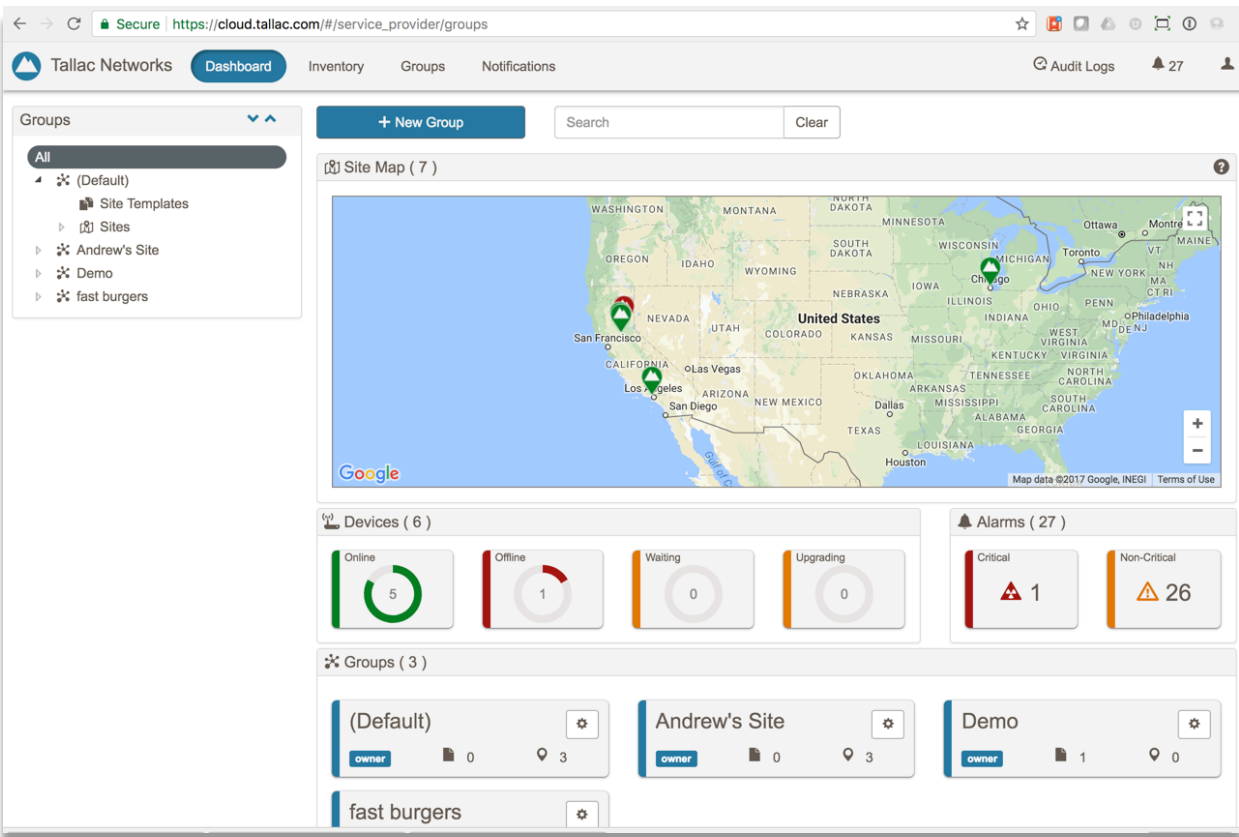 Secure https://cloud.tallac.com/#/service_provider/groups
Tallac Networks Dashboard Inventory Groups Notifications Audit Logs 27
Groups
All
(Default)
Site Templates
Sites
Andrew's Site
Demo
fast burgers
+ New Group Search Clear
Site Map ( 7 )
WASHINGTON
MONTANA
NORTH DAKOTA
MINNESOTA
Ottawa
MAINE
OREGON
IDAHO
WYOMING
SOUTH DAKOTA
WISCONSIN
MICHIGAN
Toronto
VT
NH
NEW YORK
MA
CT RI
NEBRASKA
IOWA
Chicago
ILLINOIS
INDIANA
OHIO
PENN
Philadelphia
MD
DE NJ
NEVADA
UTAH
COLORADO
United States
KANSAS
MISSOURI
WEST VIRGINIA
KENTUCKY
VIRGINIA
San Francisco
CALIFORNIA
Las Vegas
Los Angeles
San Diego
ARIZONA
NEW MEXICO
OKLAHOMA
ARKANSAS
TENNESSEE
NORTH CAROLINA
SOUTH CAROLINA
MISSISSIPPI
ALABAMA
GEORGIA
Dallas
TEXAS
LOUISIANA
Houston
Gulf of
Google
Map data ©2017 Google, INEGI Terms of Use
Devices ( 6 )
Online
5
Offline
1
Waiting
0
Upgrading
0
Alarms ( 27 )
Critical
1
Non-Critical
26
Groups ( 3 )
(Default)
owner 0 3
Andrew's Site
owner 0 3
Demo
owner 1 0
fast burgers